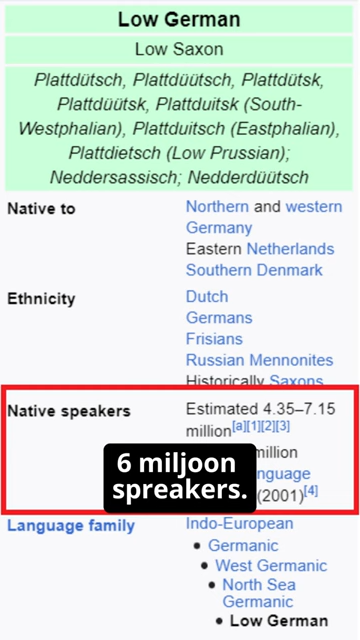 Low German
Low Saxon
Plattdütsch, Plattdüütsch, Plattdütsk,
Plattdüütsk, Plattduitsk (South-
Westphalian), Plattduitsch (Eastphalian),
Plattdietsch (Low Prussian);
Neddersassisch; Nedderdüütsch
Native to
Northern and western
Germany
Eastern Netherlands
Southern Denmark
Ethnicity
Dutch
Germans
Frisians
Russian Mennonites
Historically Saxons
Native speakers
Estimated 4.35–7.15
million[a][1][2][3]
million
(2001)[4]
6 miljoon
spreakers.
Language family
Indo-European
• Germanic
• West Germanic
• North Sea
Germanic
• Low German